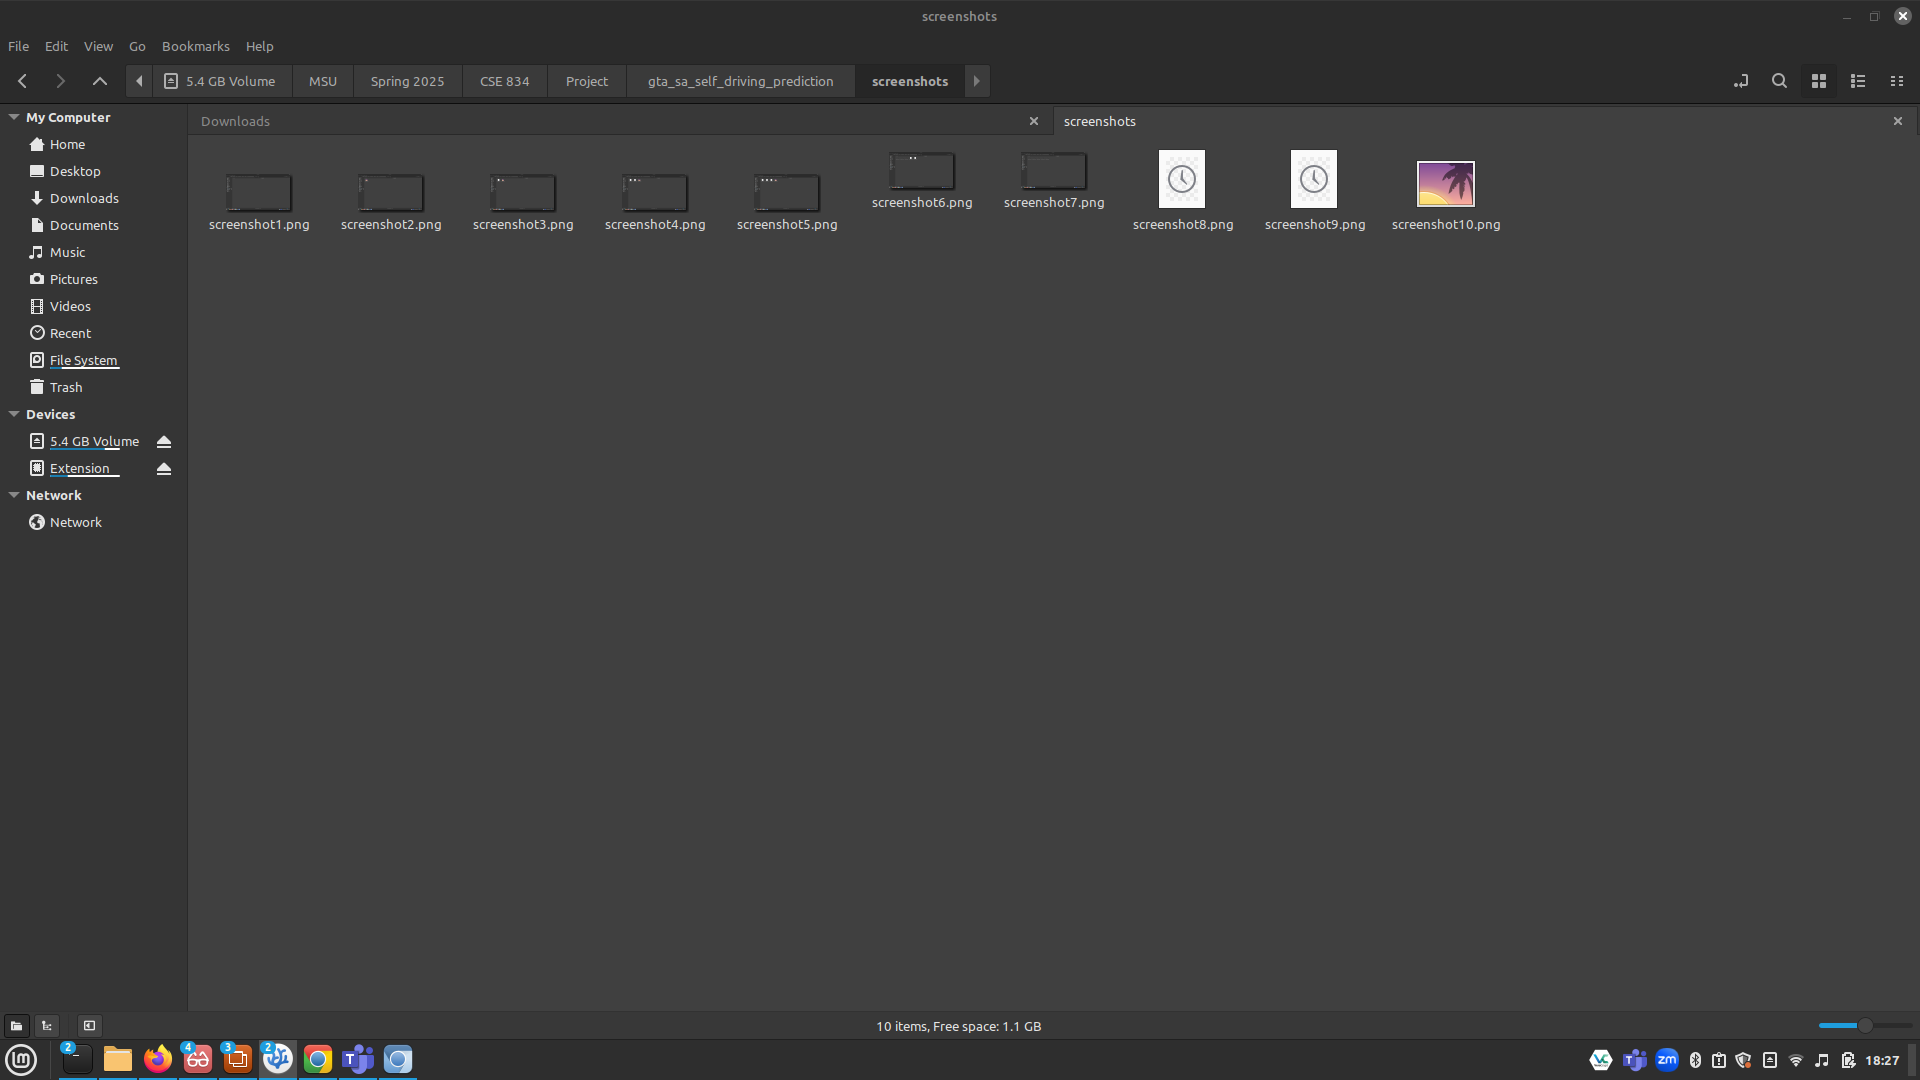 screenshots
File Edit View Go Bookmarks Help
5.4 GB Volume MSU Spring 2025 CSE 834 Project gta_sa_self_driving_prediction screenshots
My Computer
Home
Desktop
Downloads
Documents
Music
Pictures
Videos
Recent
File System
Trash
Devices
5.4 GB Volume
Extension
Network
Network
Downloads
screenshots
screenshot1.png
screenshot2.png
screenshot3.png
screenshot4.png
screenshot5.png
screenshot6.png
screenshot7.png
screenshot8.png
screenshot9.png
screenshot10.png
10 items, Free space: 1.1 GB
2 4 3 2
zm
18:27